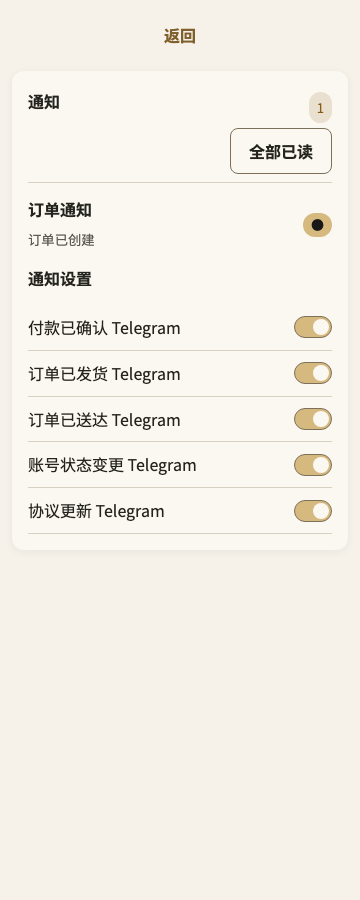 返回
通知
1
全部已读
订单通知
订单已创建
通知设置
付款已确认 Telegram
订单已发货 Telegram
订单已送达 Telegram
账号状态变更 Telegram
协议更新 Telegram